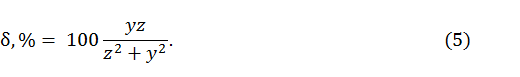 δ, % = 100 yz / (z² + y²). (5)